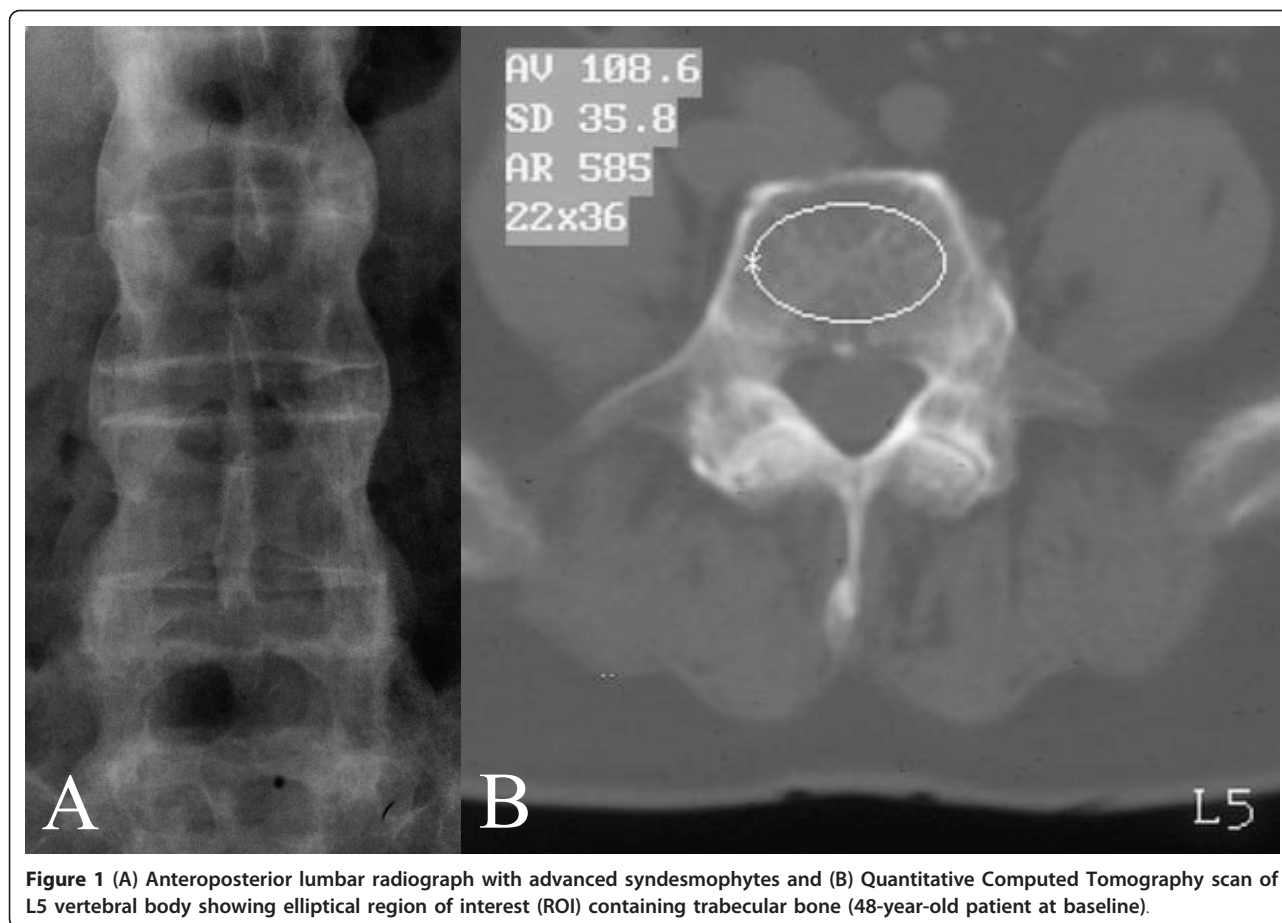 AV 108.6
SD 35.8
AR 585
22x36
A
B
L5
Figure 1 (A) Anteroposterior lumbar radiograph with advanced syndesmophytes and (B) Quantitative Computed Tomography scan of
L5 vertebral body showing elliptical region of interest (ROI) containing trabecular bone (48-year-old patient at baseline).